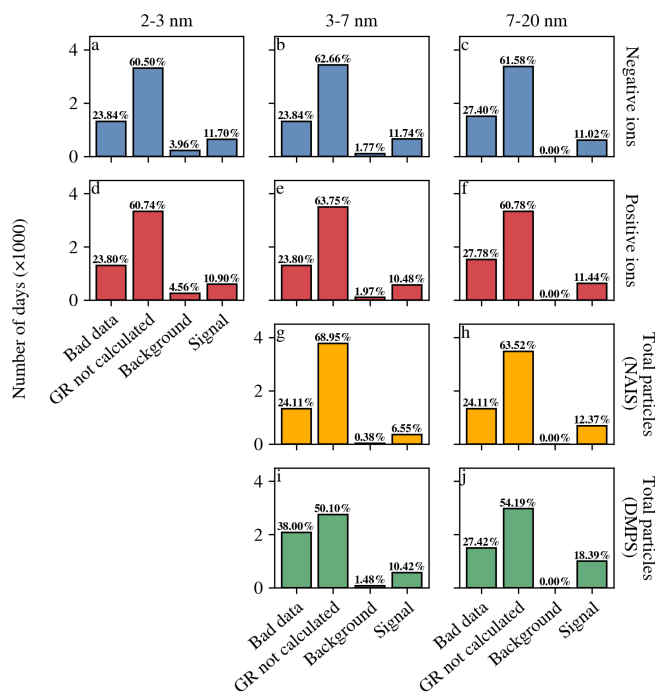 2-3 nm
3-7 nm
7-20 nm
Number of days (×1000)
a
4
2
0
23.84%
60.50%
3.96%
11.70%
b
23.84%
62.66%
1.77%
11.74%
c
27.40%
61.58%
0.00%
11.02%
Negative ions
d
4
2
0
23.80%
60.74%
4.56%
10.90%
Bad data
GR not calculated
Background
Signal
e
23.80%
63.75%
1.97%
10.48%
f
27.78%
60.78%
0.00%
11.44%
Positive ions
g
4
2
0
24.11%
68.95%
0.38%
6.55%
h
24.11%
63.52%
0.00%
12.37%
Total particles
(NAIS)
i
4
2
0
38.00%
50.10%
1.48%
10.42%
Bad data
GR not calculated
Background
Signal
j
27.42%
54.19%
0.00%
18.39%
Bad data
GR not calculated
Background
Signal
Total particles
(DMPS)